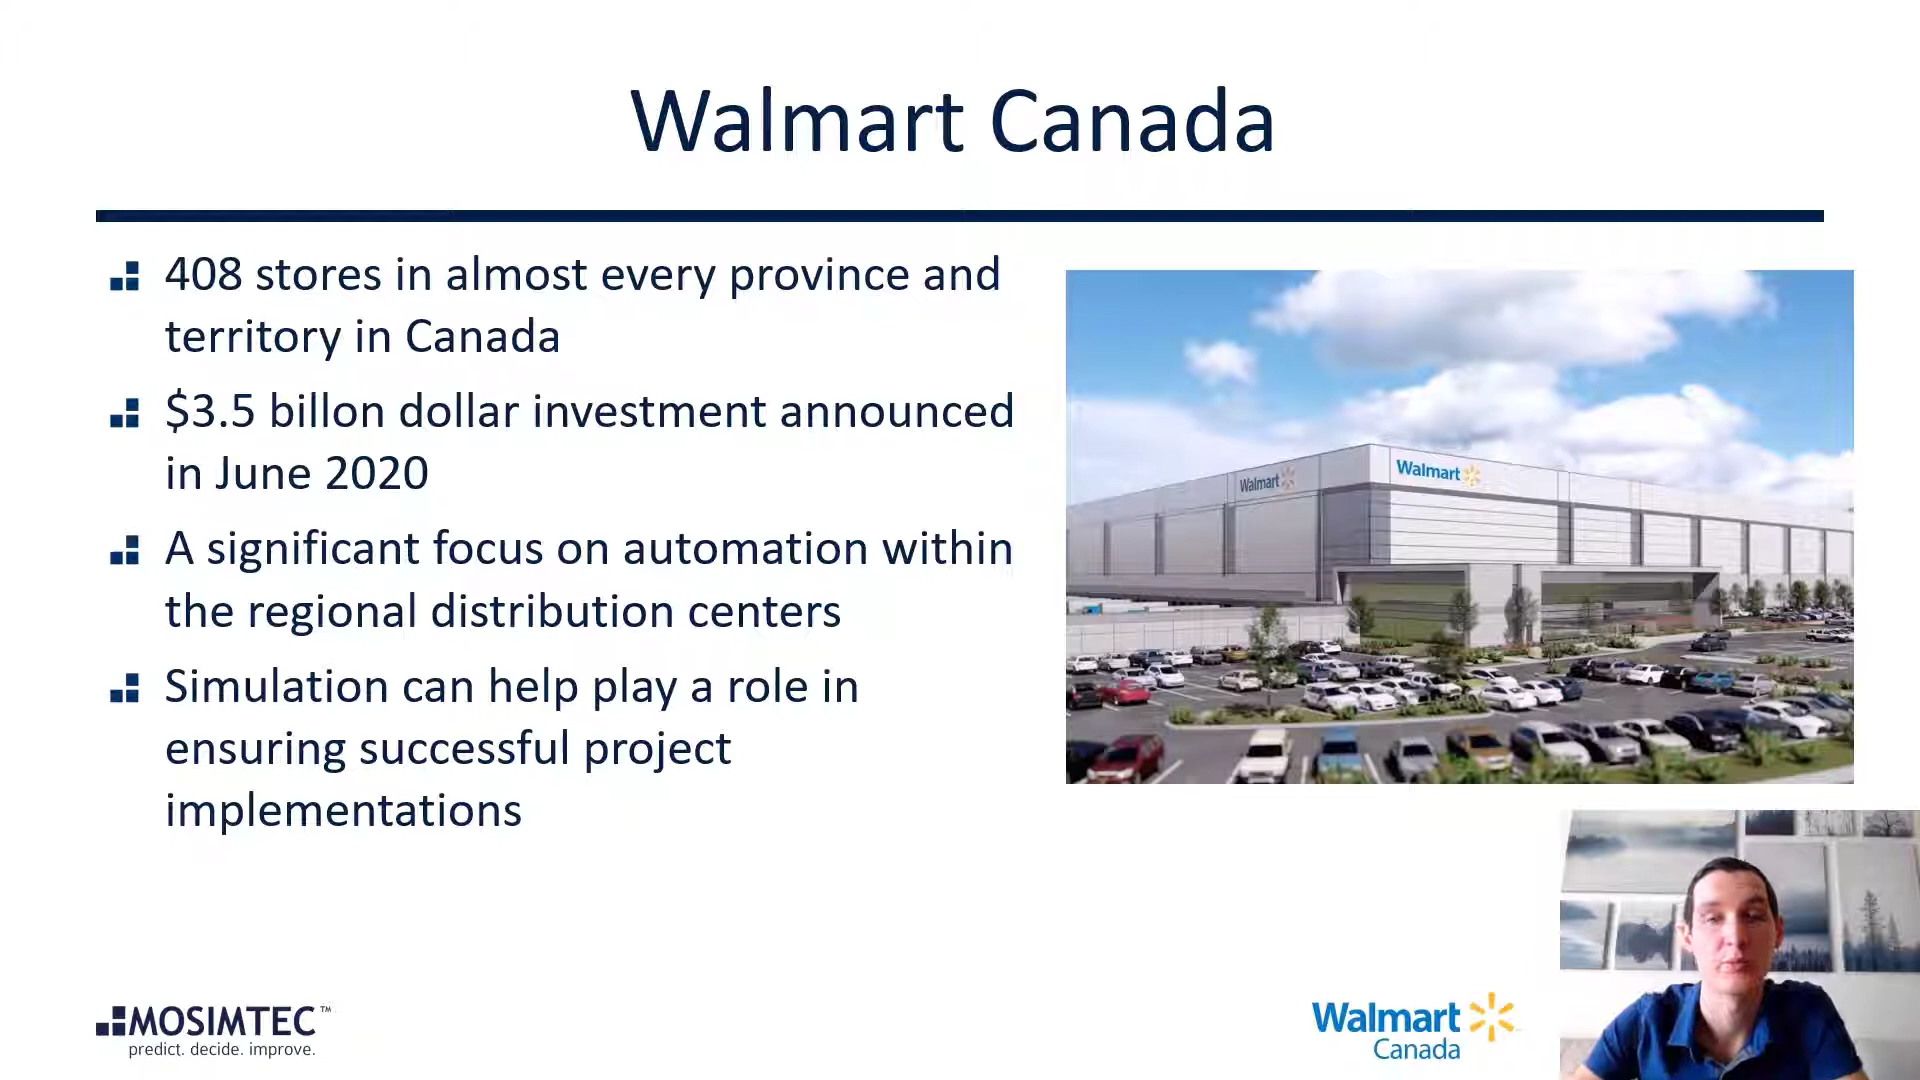 Walmart Canada
408 stores in almost every province and
territory in Canada
$3.5 billon dollar investment announced
in June 2020
A significant focus on automation within
the regional distribution centers
Simulation can help play a role in
ensuring successful project
implementations
Walmart
Walmart
MOSIMTEC™
predict. decide. improve.
Walmart
Canada